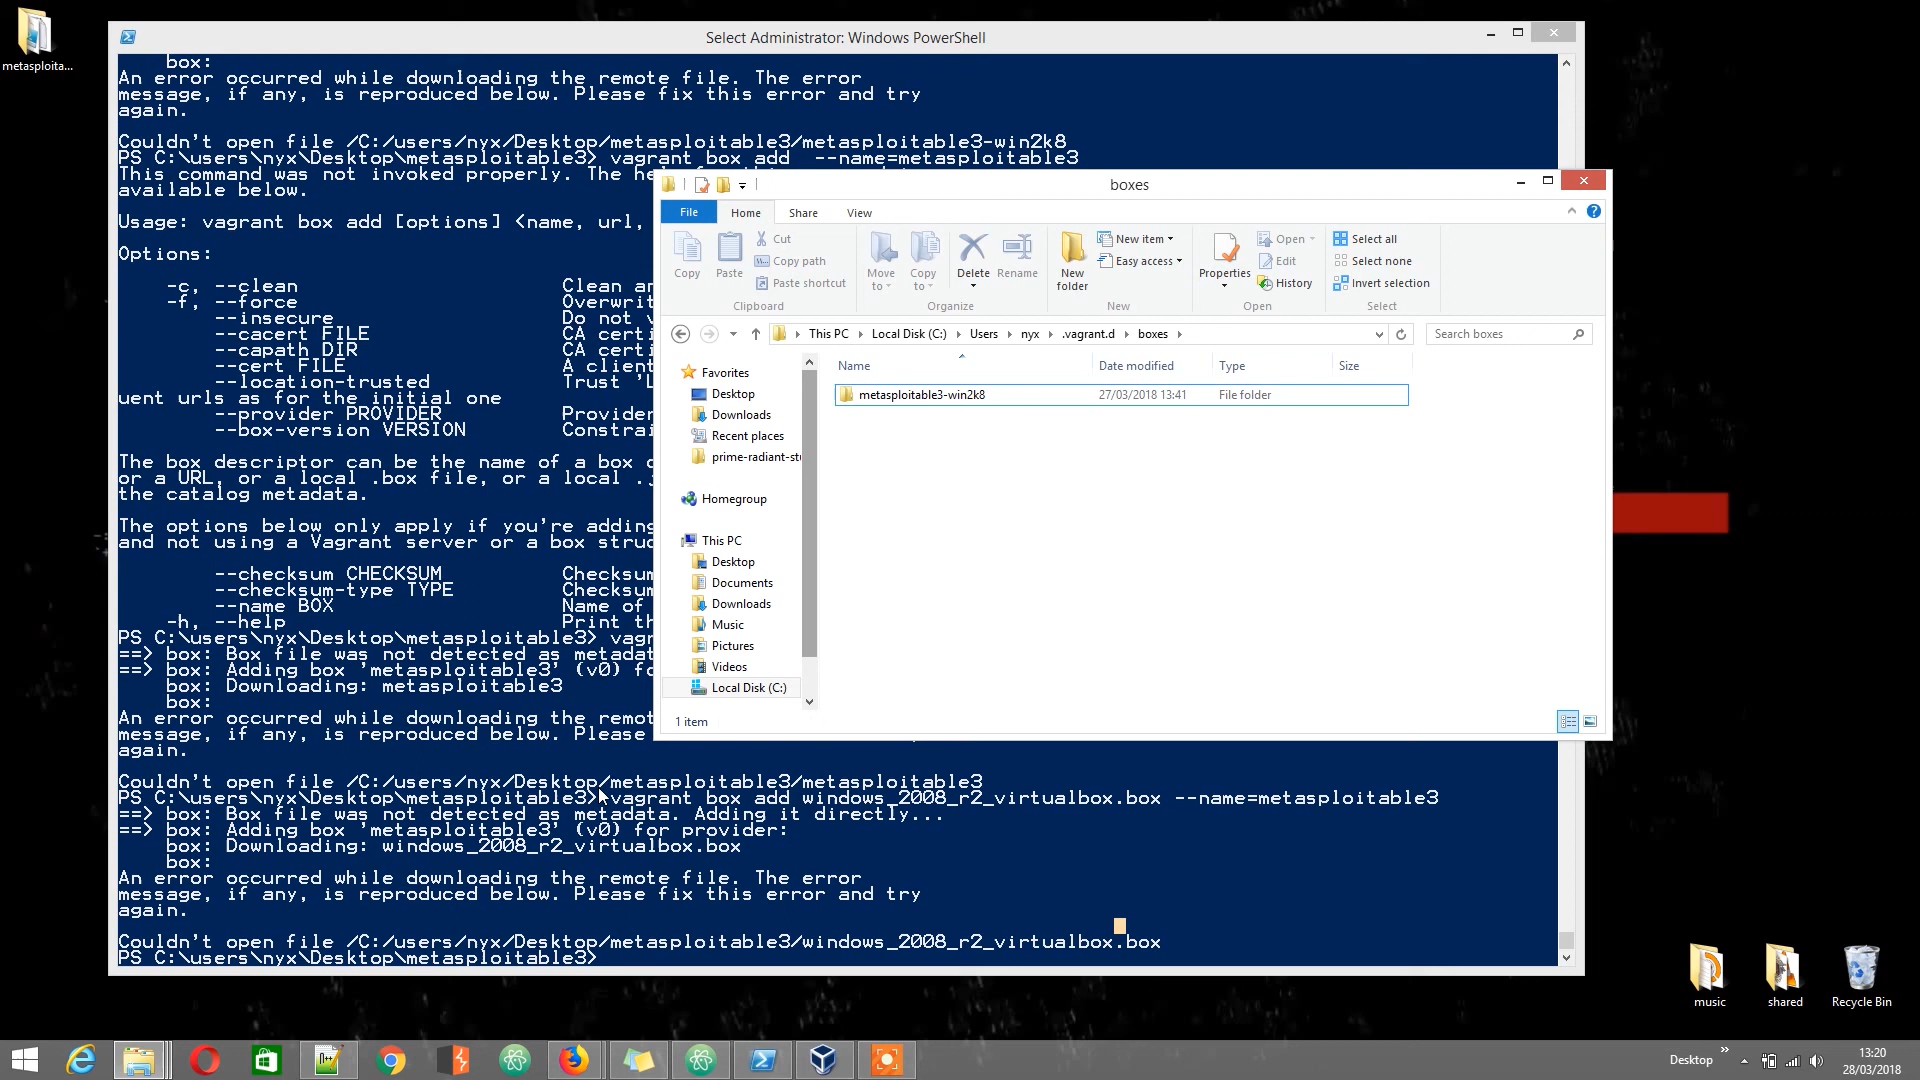 metasploita...
Select Administrator: Windows PowerShell
box:
An error occurred while downloading the remote file. The error
message, if any, is reproduced below. Please fix this error and try
again.
Couldn't open file /C:/users/nyx/Desktop/metasploitable3/metasploitable3-win2k8
PS C:\users\nyx\Desktop\metasploitable3> vagrant box add  --name=metasploitable3
This command was not invoked properly. The he
available below.
Usage: vagrant box add [options] <name, url,
Options:
-c, --clean Clean an
-f, --force Overwrit
--insecure Do not v
--cacert FILE CA certi
--capath DIR CA certi
--cert FILE A client
--location-trusted Trust 'L
uent urls as for the initial one
--provider PROVIDER Provider
--box-version VERSION Constrai
The box descriptor can be the name of a box o
or a URL, or a local .box file, or a local .j
the catalog metadata.
The options below only apply if you're adding
and not using a Vagrant server or a box struc
--checksum CHECKSUM Checksum
--checksum-type TYPE Checksum
--name BOX Name of
-h, --help Print th
PS C:\users\nyx\Desktop\metasploitable3> vagr
==> box: Box file was not detected as metadat
==> box: Adding box 'metasploitable3' (v0) fo
box: Downloading: metasploitable3
box:
An error occurred while downloading the remot
message, if any, is reproduced below. Please
again.
Couldn't open file /C:/users/nyx/Desktop/metasploitable3/metasploitable3
PS C:\users\nyx\Desktop\metasploitable3> vagrant box add windows_2008_r2_virtualbox.box --name=metasploitable3
==> box: Box file was not detected as metadata. Adding it directly...
==> box: Adding box 'metasploitable3' (v0) for provider:
box: Downloading: windows_2008_r2_virtualbox.box
box:
An error occurred while downloading the remote file. The error
message, if any, is reproduced below. Please fix this error and try
again.
Couldn't open file /C:/users/nyx/Desktop/metasploitable3/windows_2008_r2_virtualbox.box
PS C:\users\nyx\Desktop\metasploitable3>
boxes
File Home Share View
Copy
Paste
Cut
Copy path
Paste shortcut
Clipboard
Move to
Copy to
Delete
Rename
Organize
New folder
New item
Easy access
New
Properties
Open
Edit
History
Open
Select all
Select none
Invert selection
Select
This PC Local Disk (C:) Users nyx .vagrant.d boxes
Search boxes
Name Date modified Type Size
metasploitable3-win2k8 27/03/2018 13:41 File folder
Favorites
Desktop
Downloads
Recent places
prime-radiant-stu
Homegroup
This PC
Desktop
Documents
Downloads
Music
Pictures
Videos
Local Disk (C:)
1 item
music
shared
Recycle Bin
Desktop
13:20
28/03/2018